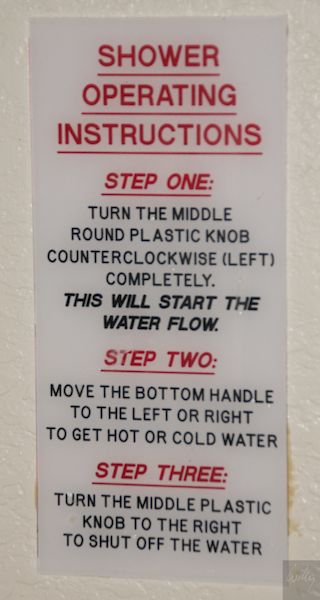 SHOWER
OPERATING
INSTRUCTIONS
STEP ONE:
TURN THE MIDDLE
ROUND PLASTIC KNOB
COUNTERCLOCKWISE (LEFT)
COMPLETELY.
THIS WILL START THE
WATER FLOW.
STEP TWO:
MOVE THE BOTTOM HANDLE
TO THE LEFT OR RIGHT
TO GET HOT OR COLD WATER
STEP THREE:
TURN THE MIDDLE PLASTIC
KNOB TO THE RIGHT
TO SHUT OFF THE WATER